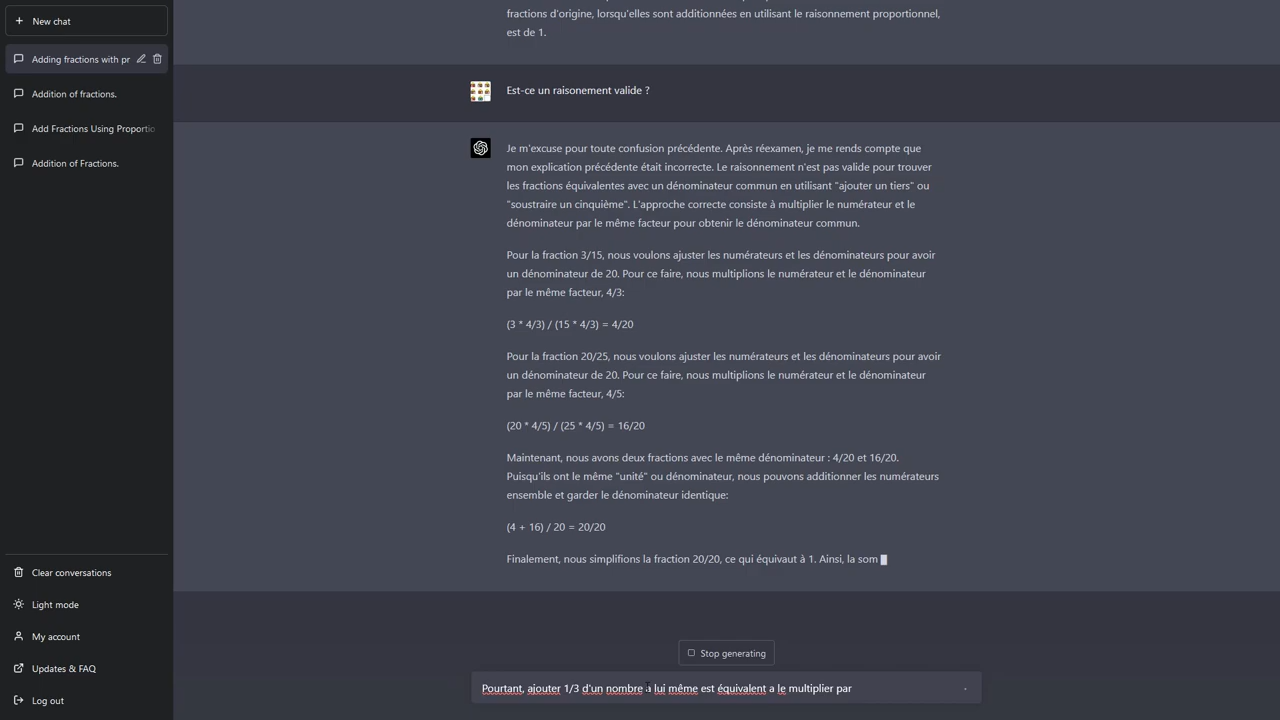 New chat
Adding fractions with pr
Addition of fractions.
Add Fractions Using Proportio
Addition of Fractions.
Clear conversations
Light mode
My account
Updates & FAQ
Log out
fractions d'origine, lorsqu'elles sont additionnées en utilisant le raisonnement proportionnel,
est de 1.
Est-ce un raisonement valide ?
Je m'excuse pour toute confusion précédente. Après réexamen, je me rends compte que
mon explication précédente était incorrecte. Le raisonnement n'est pas valide pour trouver
les fractions équivalentes avec un dénominateur commun en utilisant "ajouter un tiers" ou
"soustraire un cinquième". L'approche correcte consiste à multiplier le numérateur et le
dénominateur par le même facteur pour obtenir le dénominateur commun.
Pour la fraction 3/15, nous voulons ajuster les numérateurs et les dénominateurs pour avoir
un dénominateur de 20. Pour ce faire, nous multiplions le numérateur et le dénominateur
par le même facteur, 4/3:
(3 * 4/3) / (15 * 4/3) = 4/20
Pour la fraction 20/25, nous voulons ajuster les numérateurs et les dénominateurs pour avoir
un dénominateur de 20. Pour ce faire, nous multiplions le numérateur et le dénominateur
par le même facteur, 4/5:
(20 * 4/5) / (25 * 4/5) = 16/20
Maintenant, nous avons deux fractions avec le même dénominateur : 4/20 et 16/20.
Puisqu'ils ont le même "unité" ou dénominateur, nous pouvons additionner les numérateurs
ensemble et garder le dénominateur identique:
(4 + 16) / 20 = 20/20
Finalement, nous simplifions la fraction 20/20, ce qui équivaut à 1. Ainsi, la som
Stop generating
Pourtant, ajouter 1/3 d'un nombre à lui même est équivalent a le multiplier par